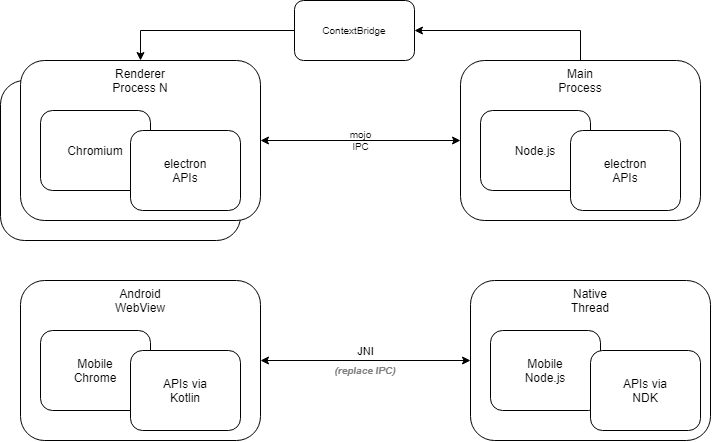 ContextBridge
Renderer
Process N
Chromium
electron
APIs
mojo
IPC
Main
Process
Node.js
electron
APIs
Android
WebView
Mobile
Chrome
APIs via
Kotlin
JNI
(replace IPC)
Native
Thread
Mobile
Node.js
APIs via
NDK